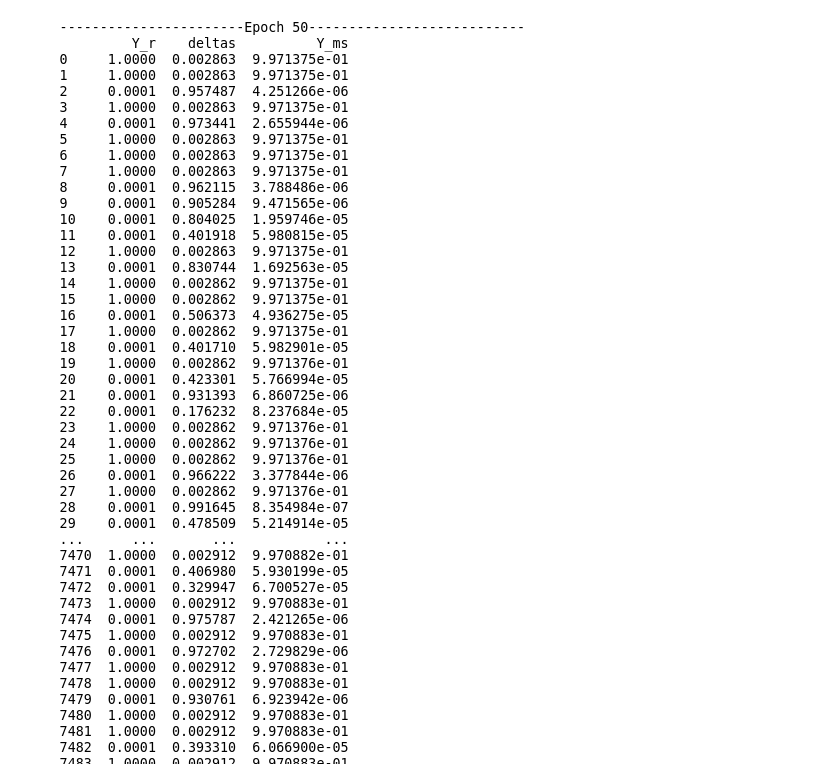 -----------------------Epoch 50---------------------------
         Y_r    deltas          Y_ms
0     1.0000  0.002863  9.971375e-01
1     1.0000  0.002863  9.971375e-01
2     0.0001  0.957487  4.251266e-06
3     1.0000  0.002863  9.971375e-01
4     0.0001  0.973441  2.655944e-06
5     1.0000  0.002863  9.971375e-01
6     1.0000  0.002863  9.971375e-01
7     1.0000  0.002863  9.971375e-01
8     0.0001  0.962115  3.788486e-06
9     0.0001  0.905284  9.471565e-06
10    0.0001  0.804025  1.959746e-05
11    0.0001  0.401918  5.980815e-05
12    1.0000  0.002863  9.971375e-01
13    0.0001  0.830744  1.692563e-05
14    1.0000  0.002862  9.971375e-01
15    1.0000  0.002862  9.971375e-01
16    0.0001  0.506373  4.936275e-05
17    1.0000  0.002862  9.971375e-01
18    0.0001  0.401710  5.982901e-05
19    1.0000  0.002862  9.971376e-01
20    0.0001  0.423301  5.766994e-05
21    0.0001  0.931393  6.860725e-06
22    0.0001  0.176232  8.237684e-05
23    1.0000  0.002862  9.971376e-01
24    1.0000  0.002862  9.971376e-01
25    1.0000  0.002862  9.971376e-01
26    0.0001  0.966222  3.377844e-06
27    1.0000  0.002862  9.971376e-01
28    0.0001  0.991645  8.354984e-07
29    0.0001  0.478509  5.214914e-05
...      ...       ...           ...
7470  1.0000  0.002912  9.970882e-01
7471  0.0001  0.406980  5.930199e-05
7472  0.0001  0.329947  6.700527e-05
7473  1.0000  0.002912  9.970883e-01
7474  0.0001  0.975787  2.421265e-06
7475  1.0000  0.002912  9.970883e-01
7476  0.0001  0.972702  2.729829e-06
7477  1.0000  0.002912  9.970883e-01
7478  1.0000  0.002912  9.970883e-01
7479  0.0001  0.930761  6.923942e-06
7480  1.0000  0.002912  9.970883e-01
7481  1.0000  0.002912  9.970883e-01
7482  0.0001  0.393310  6.066900e-05
7483  1.0000  0.002912  9.970883e-01